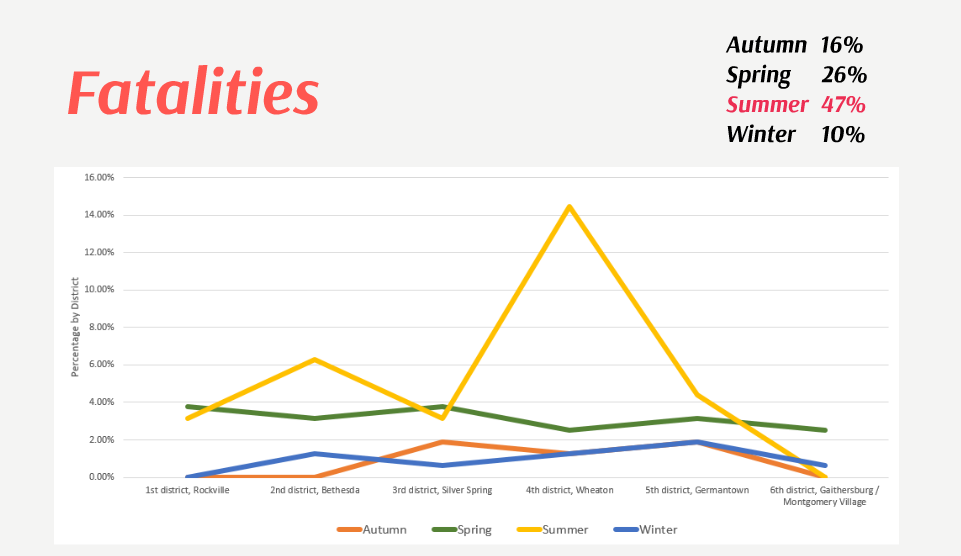 Fatalities
Autumn 16%
Spring 26%
Summer 47%
Winter 10%
16.00%
14.00%
12.00%
10.00%
8.00%
6.00%
4.00%
2.00%
0.00%
Percentage by District
1st district, Rockville
2nd district, Bethesda
3rd district, Silver Spring
4th district, Wheaton
5th district, Germantown
6th district, Gaithersburg /
Montgomery Village
Autumn Spring Summer Winter